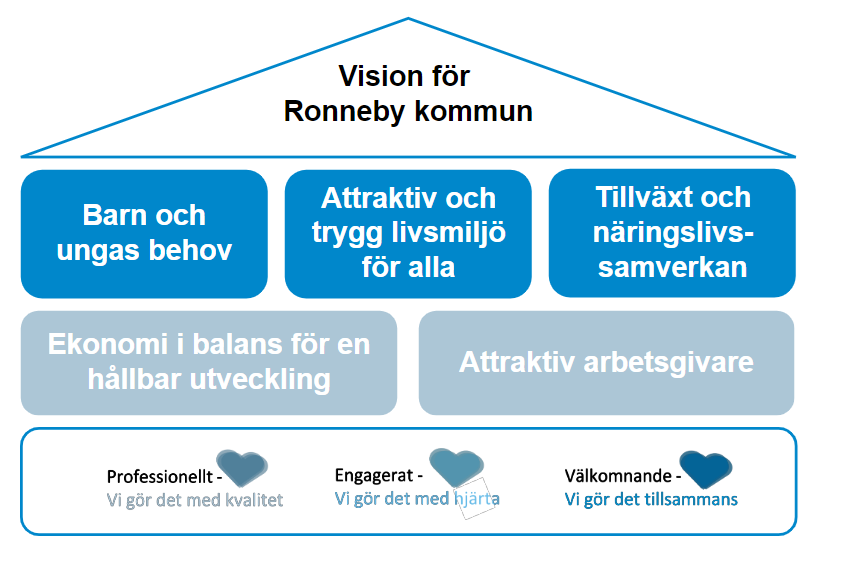 Vision för
Ronneby kommun
Barn och
ungas behov
Attraktiv och
trygg livsmiljö
för alla
Tillväxt och
näringslivs-
samverkan
Ekonomi i balans för en
hållbar utveckling
Attraktiv arbetsgivare
Professionellt -
Vi gör det med kvalitet
Engagerat -
Vi gör det med hjärta
Välkomnande -
Vi gör det tillsammans